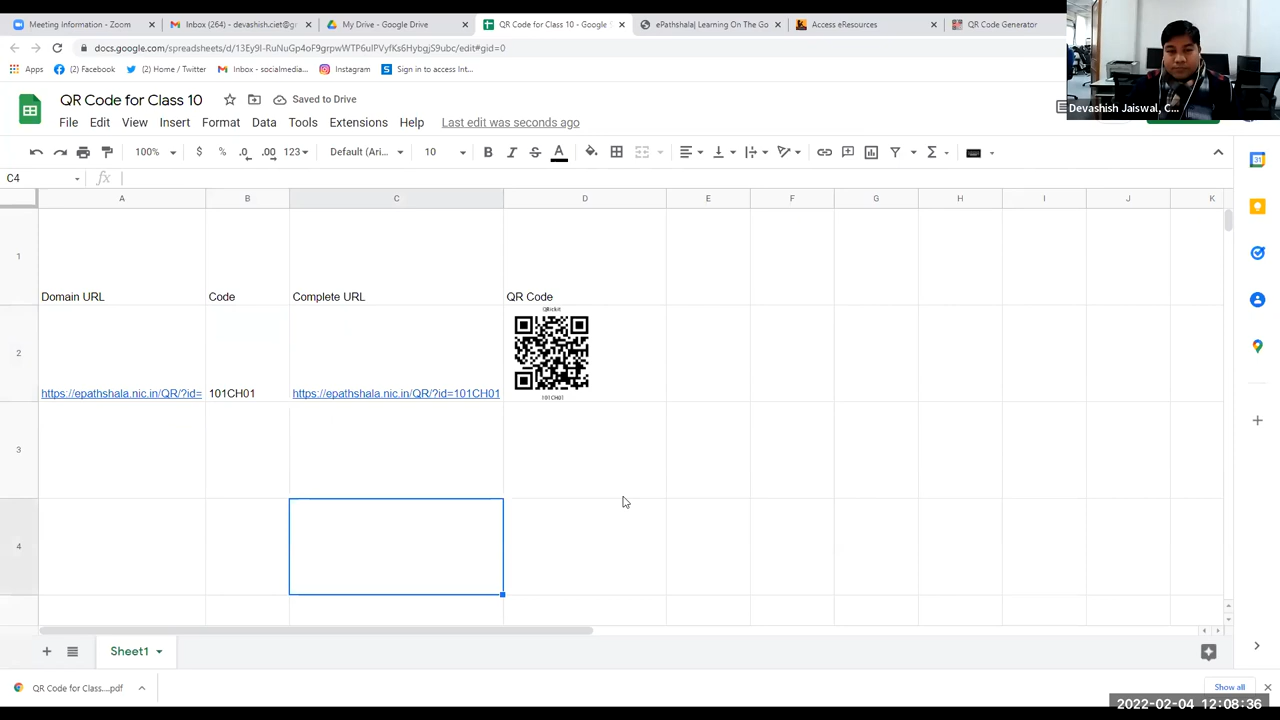 Meeting Information - Zoom
Inbox (264) - devashish.ciet@g
My Drive - Google Drive
QR Code for Class 10 - Google
ePathshala| Learning On The Go
Access eResources
QR Code Generator
docs.google.com/spreadsheets/d/13Ey9I-RuNuGp4oF9grpwWTP6uIPVyfKs6HybgjS9ubc/edit#gid=0
Apps
(2) Facebook
(2) Home / Twitter
Inbox - socialmedia...
Instagram
Sign in to access Int...
Devashish Jaiswal, C...
QR Code for Class 10
Saved to Drive
File Edit View Insert Format Data Tools Extensions Help Last edit was seconds ago
100% $ % .0 .00 123 Default (Ari... 10 B I S A
C4 fx
A B C D E F G H I J K
1
Domain URL Code Complete URL QR Code
2
https://epathshala.nic.in/QR/?id= 101CH01 https://epathshala.nic.in/QR/?id=101CH01
101CH01
3
4
Sheet1
QR Code for Class....pdf
Show all
2022-02-04 12:08:36